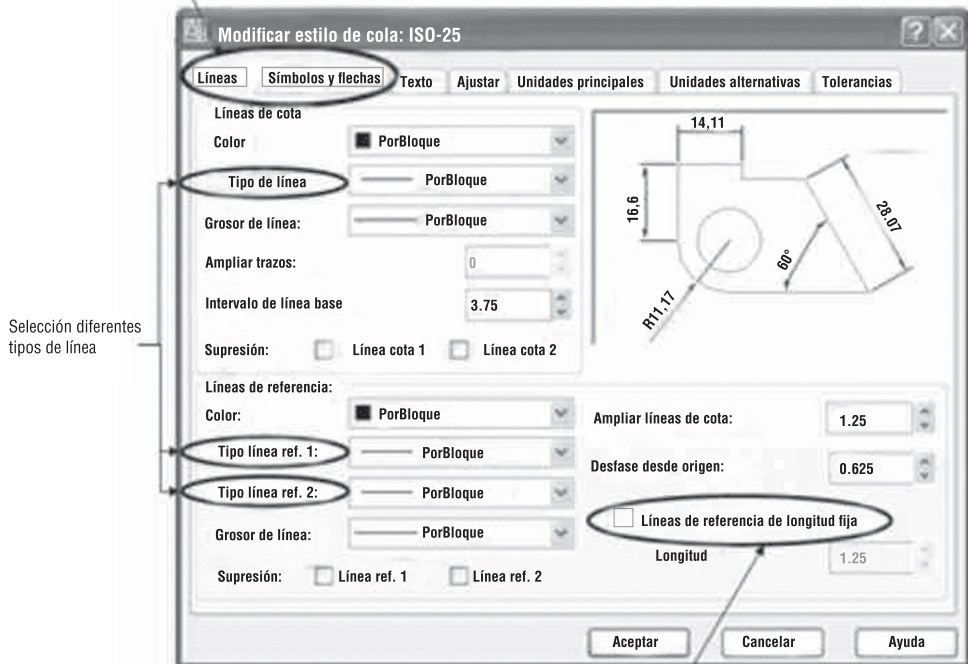 Modificar estilo de cola: ISO-25
Líneas
Símbolos y flechas
Texto
Ajustar
Unidades principales
Unidades alternativas
Tolerancias
Líneas de cota
Color
PorBloque
Tipo de línea
PorBloque
Grosor de línea:
PorBloque
Ampliar trazos:
0
Intervalo de línea base
3.75
Supresión:
Línea cota 1
Línea cota 2
14,11
16,6
28.07
60°
R11,17
Selección diferentes
tipos de línea
Líneas de referencia:
Color:
PorBloque
Tipo línea ref. 1:
PorBloque
Tipo línea ref. 2:
PorBloque
Grosor de línea:
PorBloque
Supresión:
Línea ref. 1
Línea ref. 2
Ampliar líneas de cota:
1.25
Desfase desde origen:
0.625
Líneas de referencia de longitud fija
Longitud
1.25
Aceptar
Cancelar
Ayuda